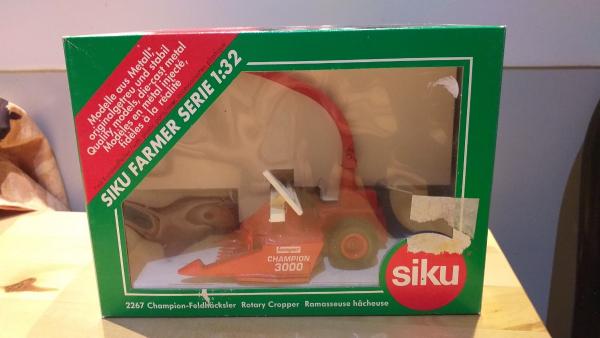 Modelle aus Metall*,
originalgetreu und stabil
Quality models, die-cast metal
Modèles en metal injecté,
fidèles à la réalité
SIKU FARMER SERIE 1:32
CHAMPION
3000
siku
2267 Champion-Feldhäcksler Rotary Cropper Ramasseuse hâcheuse